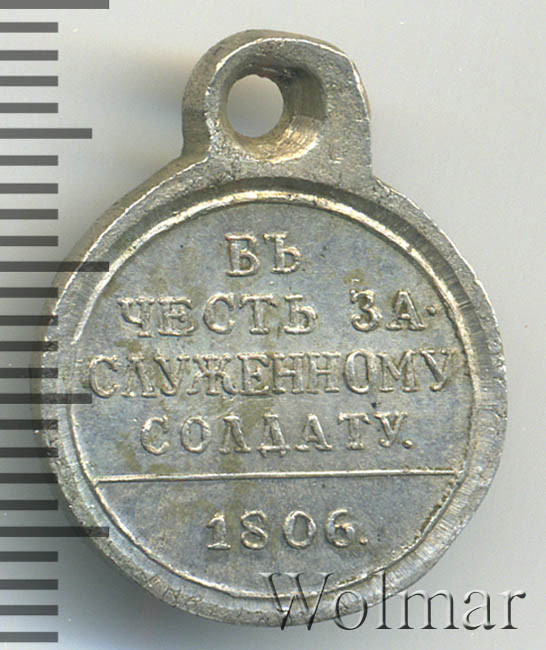 ВЪ
ЧЕСТЬ ЗА-
СЛУЖЕННОМУ
СОЛДАТУ.
1806.
Wolmar